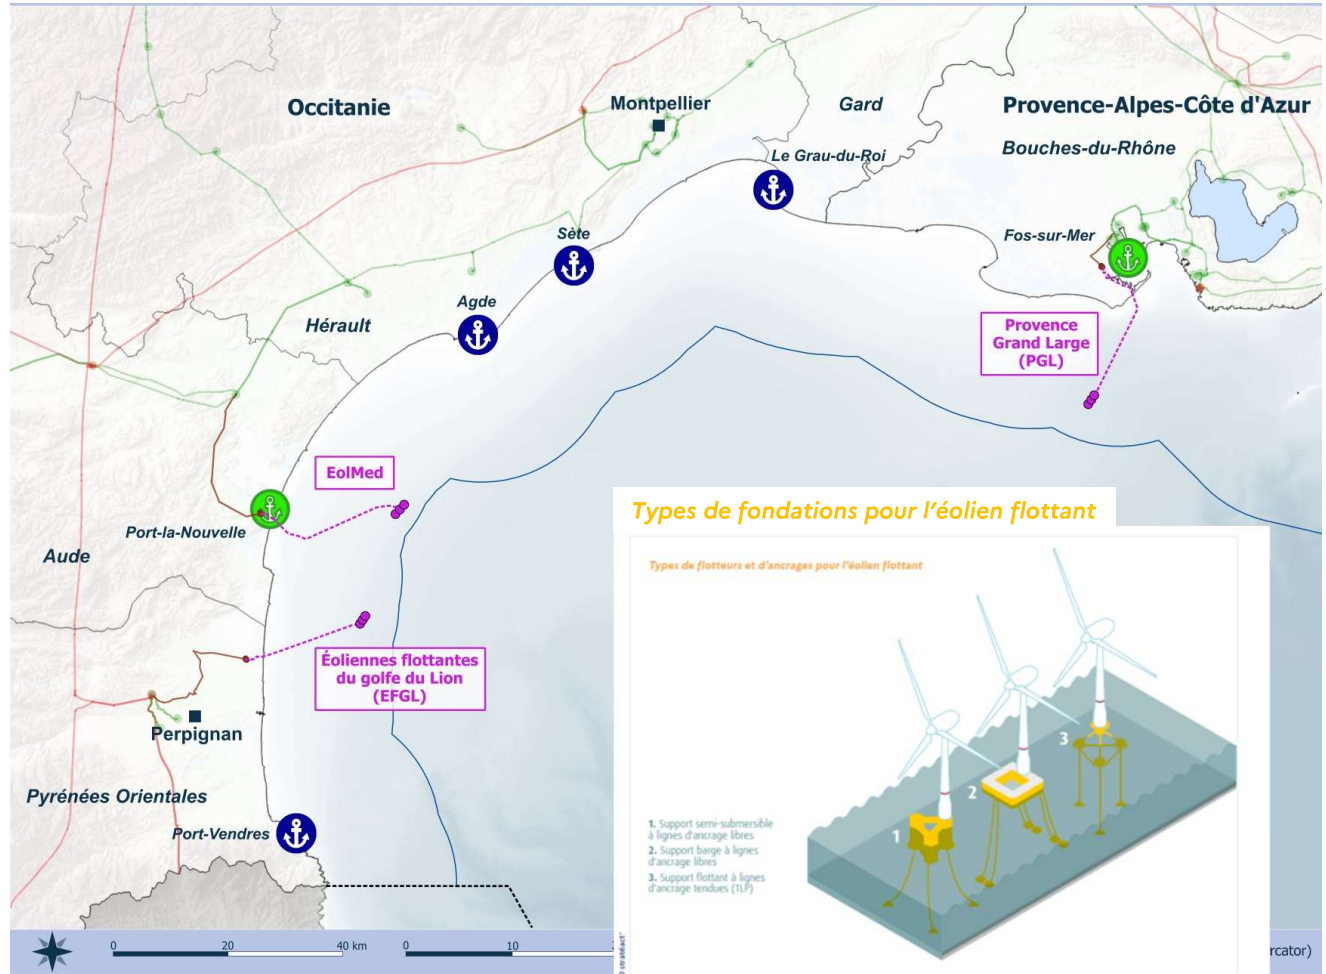 Occitanie
Montpellier
Gard
Provence-Alpes-Côte d'Azur
Bouches-du-Rhône
Le Grau-du-Roi
Fos-sur-Mer
Sète
Agde
Hérault
Provence
Grand Large
(PGL)
EolMed
Port-la-Nouvelle
Aude
Éoliennes flottantes
du golfe du Lion
(EFGL)
Perpignan
Pyrénées Orientales
Port-Vendres
Types de fondations pour l'éolien flottant
Types de flotteurs et d'ancrages pour l'éolien flottant
3
2
1
1. Support semi-submersible
à lignes d'ancrage libres
2. Support barge à lignes
d'ancrage libres
3. Support flottant à lignes
d'ancrage tendues (TLP)
0 20 40 km
0 10
rcator)